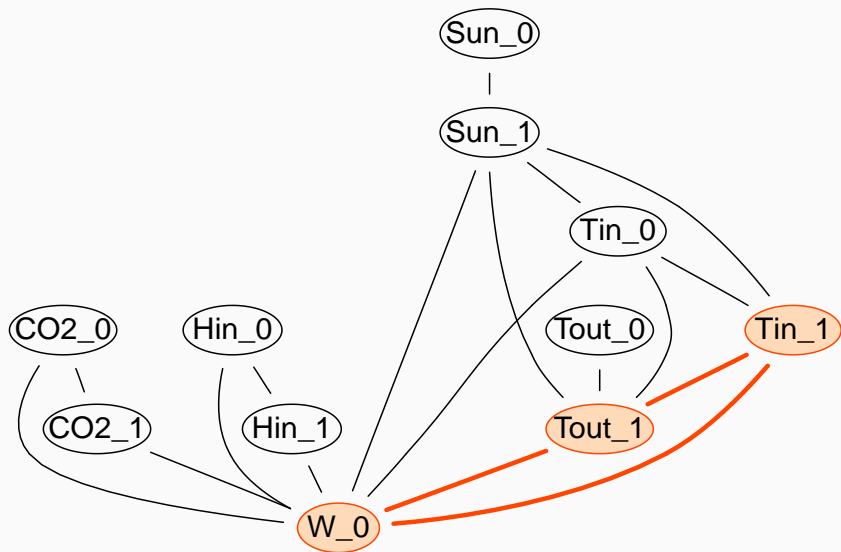 Sun_0
Sun_1
Tin_0
CO2_0
Hin_0
Tout_0
Tin_1
CO2_1
Hin_1
Tout_1
W_0